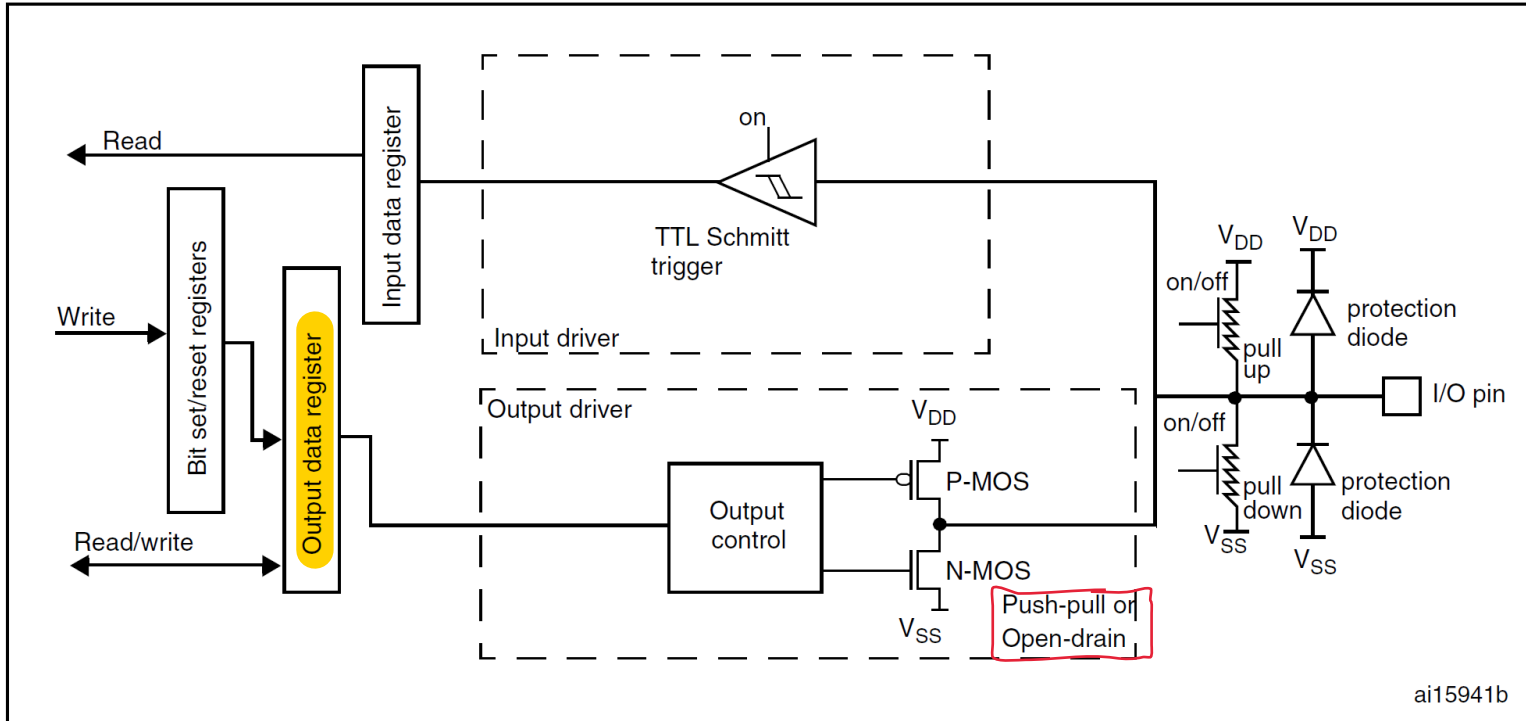 Read
Input data register
on
TTL Schmitt
trigger
Input driver
Write
Bit set/reset registers
Output data register
Read/write
Output driver
Output
control
VDD
P-MOS
N-MOS
VSS
Push-pull or
Open-drain
VDD
on/off
pull
up
VDD
protection
diode
I/O pin
on/off
pull
down
VSS
protection
diode
VSS
ai15941b